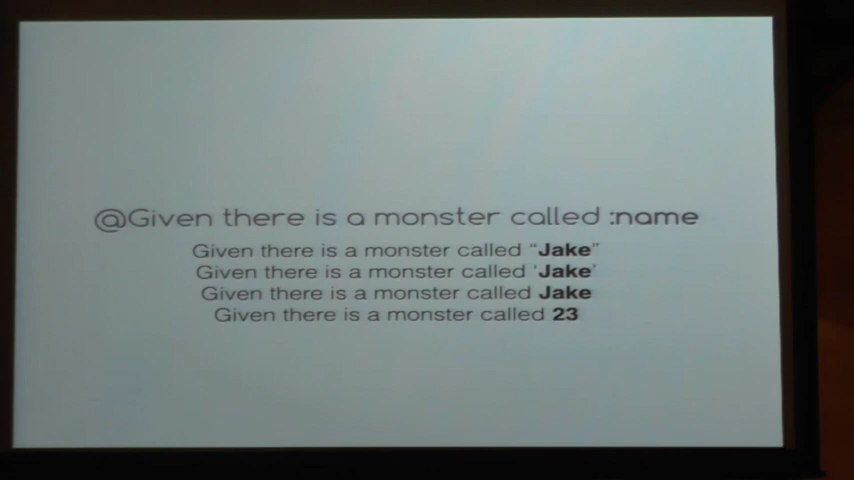 @Given there is a monster called :name
Given there is a monster called “Jake”
Given there is a monster called ‘Jake’
Given there is a monster called Jake
Given there is a monster called 23